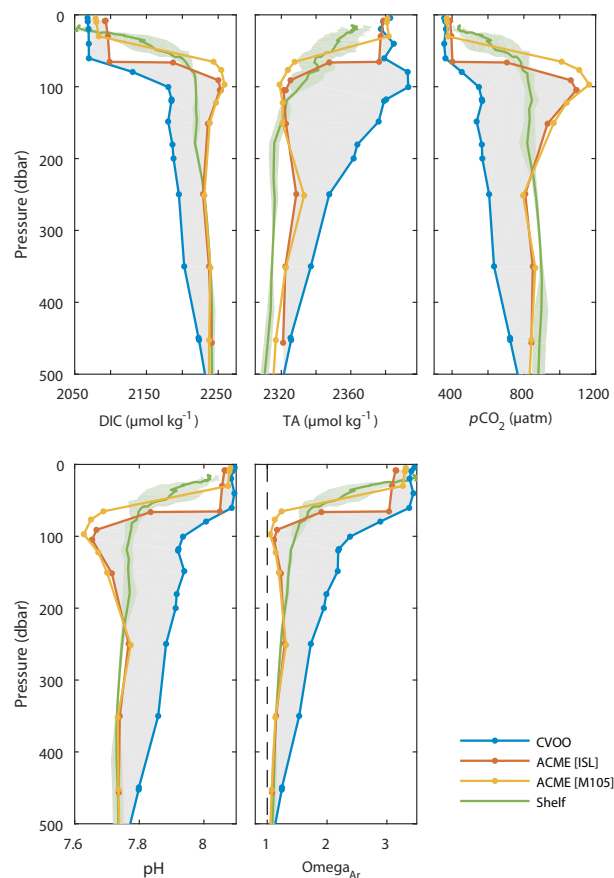 0
100
200
300
400
500
Pressure (dbar)
2050 2150 2250
DIC (μmol kg⁻¹)
2320 2360
TA (μmol kg⁻¹)
400 800 1200
pCO₂ (μatm)
0
100
200
300
400
500
Pressure (dbar)
7.6 7.8 8
pH
1 2 3
Omega_Ar
CVOO
ACME [ISL]
ACME [M105]
Shelf